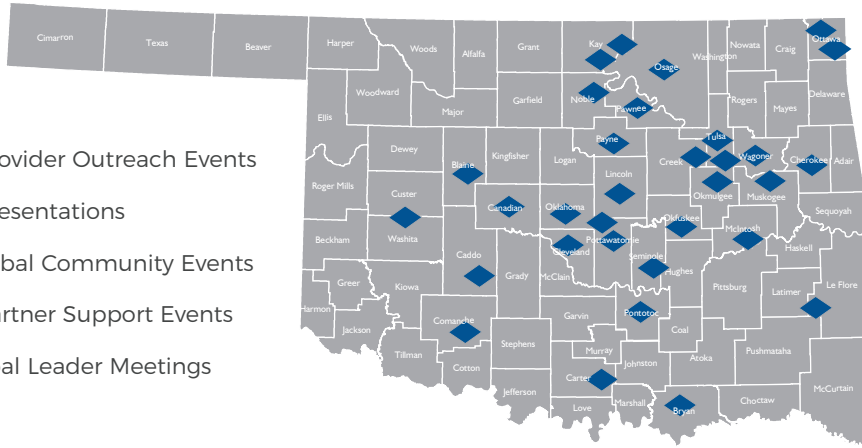 ovider Outreach Events
esentations
bal Community Events
rtner Support Events
al Leader Meetings
Cimarron
Texas
Beaver
Harper
Woods
Alfalfa
Grant
Kay
Osage
Washington
Nowata
Craig
Ottawa
Ellis
Woodward
Major
Garfield
Noble
Pawnee
Rogers
Mayes
Delaware
Dewey
Blaine
Kingfisher
Logan
Payne
Creek
Tulsa
Wagoner
Cherokee
Adair
Roger Mills
Custer
Canadian
Oklahoma
Lincoln
Okmulgee
Muskogee
Sequoyah
Beckham
Washita
Caddo
Grady
Cleveland
McClain
Pottawatomie
Okfuskee
Seminole
Hughes
McIntosh
Haskell
Greer
Kiowa
Harmon
Jackson
Comanche
Stephens
Garvin
Pontotoc
Coal
Pittsburg
Latimer
Le Flore
Tillman
Cotton
Jefferson
Murray
Johnston
Carter
Love
Marshall
Bryan
Atoka
Pushmataha
Choctaw
McCurtain